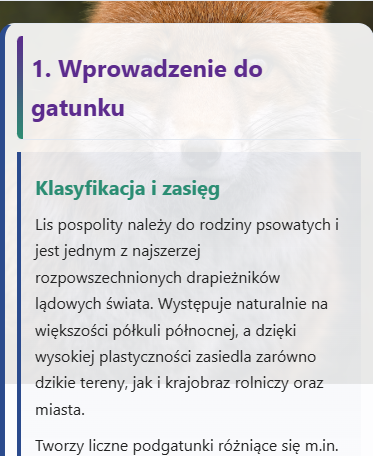 1. Wprowadzenie do
gatunku
Klasyfikacja i zasięg
Lis pospolity należy do rodziny psowatych i
jest jednym z najszerzej
rozpowszechnionych drapieżników
lądowych świata. Występuje naturalnie na
większości półkuli północnej, a dzięki
wysokiej plastyczności zasiedla zarówno
dzikie tereny, jak i krajobraz rolniczy oraz
miasta.
Tworzy liczne podgatunki różniące się m.in.